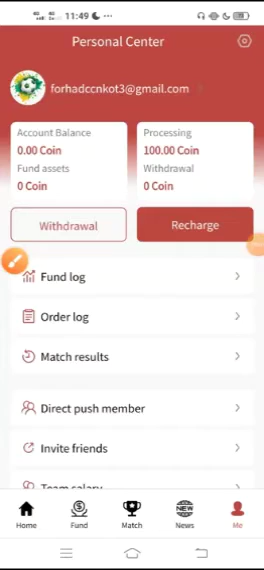 11:49
Personal Center
forhadccnkot3@gmail.com
Account Balance
0.00 Coin
Fund assets
0 Coin
Processing
100.00 Coin
Withdrawal
0 Coin
Withdrawal
Recharge
Fund log
Order log
Match results
Direct push member
Invite friends
Team salary
Home
Fund
Match
NEW
News
Me